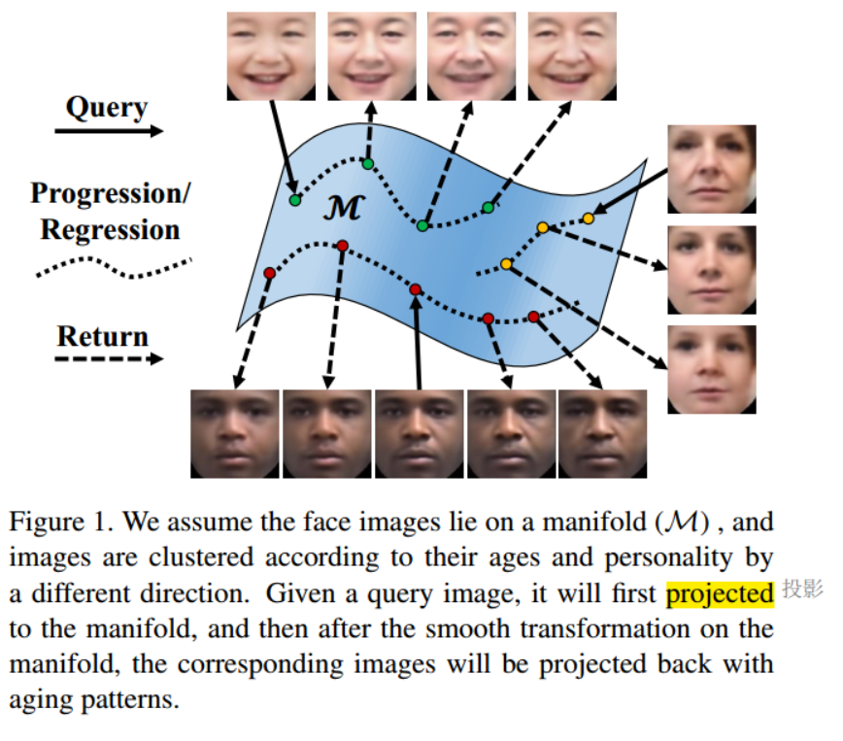 Query
Progression/
Regression
ℳ
Return
Figure 1. We assume the face images lie on a manifold (ℳ) , and
images are clustered according to their ages and personality by
a different direction. Given a query image, it will first projected 投影
to the manifold, and then after the smooth transformation on the
manifold, the corresponding images will be projected back with
aging patterns.